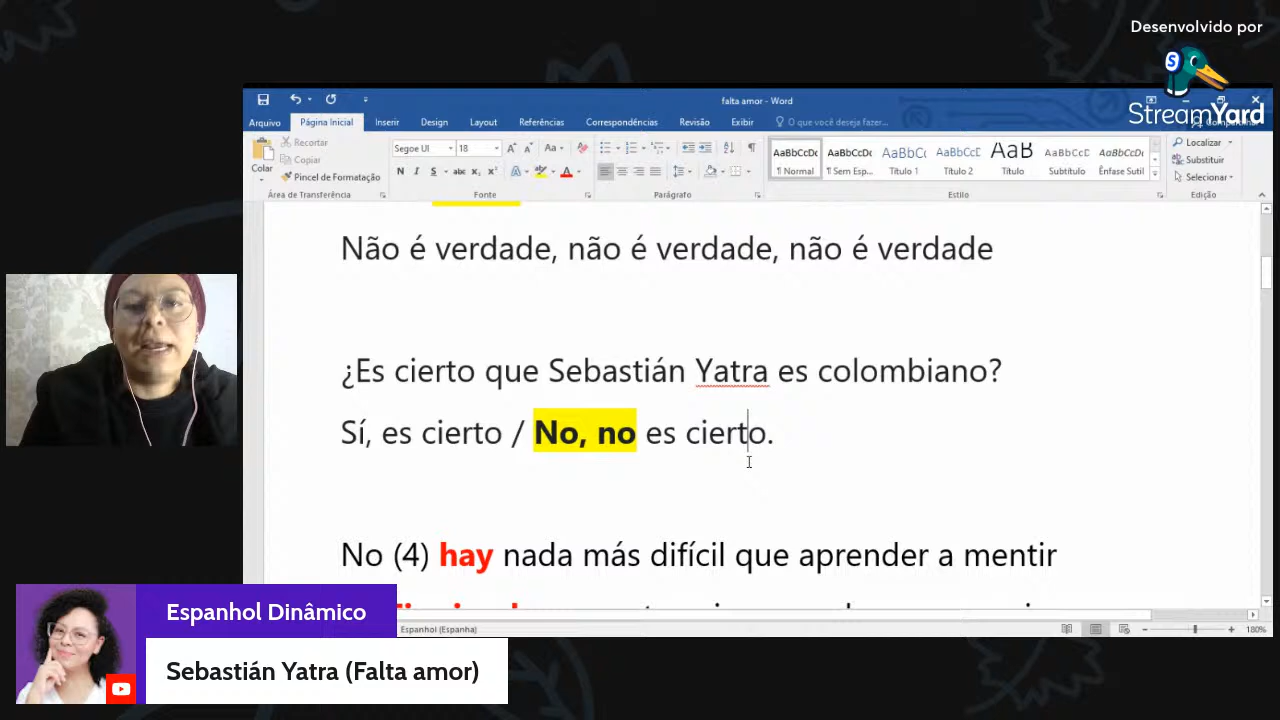 Desenvolvido por
StreamYard
falta amor - Word
Arquivo Página Inicial Inserir Design Layout Referências Correspondências Revisão Exibir O que você deseja fazer...
Colar
Recortar
Copiar
Pincel de Formatação
Área de Transferência
Segoe UI 18
N I S abc x₂ x²
Fonte
Parágrafo
AaBbCcDc AaBbCcDc AaBbCc AaBbCcD AaB AaBbCcD AaBbCcDc
¶ Normal ¶ Sem Esp... Título 1 Título 2 Título Subtítulo Ênfase Sutil
Estilo
Localizar
Substituir
Selecionar
Edição
Não é verdade, não é verdade, não é verdade
¿Es cierto que Sebastián Yatra es colombiano?
Sí, es cierto / No, no es cierto.
No (4) hay nada más difícil que aprender a mentir
Espanhol (Espanha)
180%
Espanhol Dinâmico
Sebastián Yatra (Falta amor)